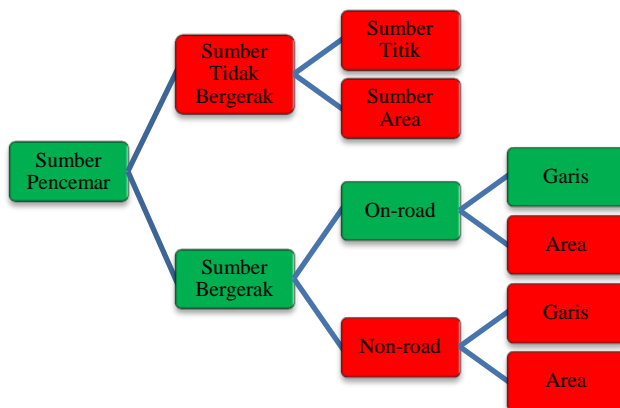 Sumber
Pencemar
Sumber
Tidak
Bergerak
Sumber
Titik
Sumber
Area
Sumber
Bergerak
On-road
Garis
Area
Non-road
Garis
Area